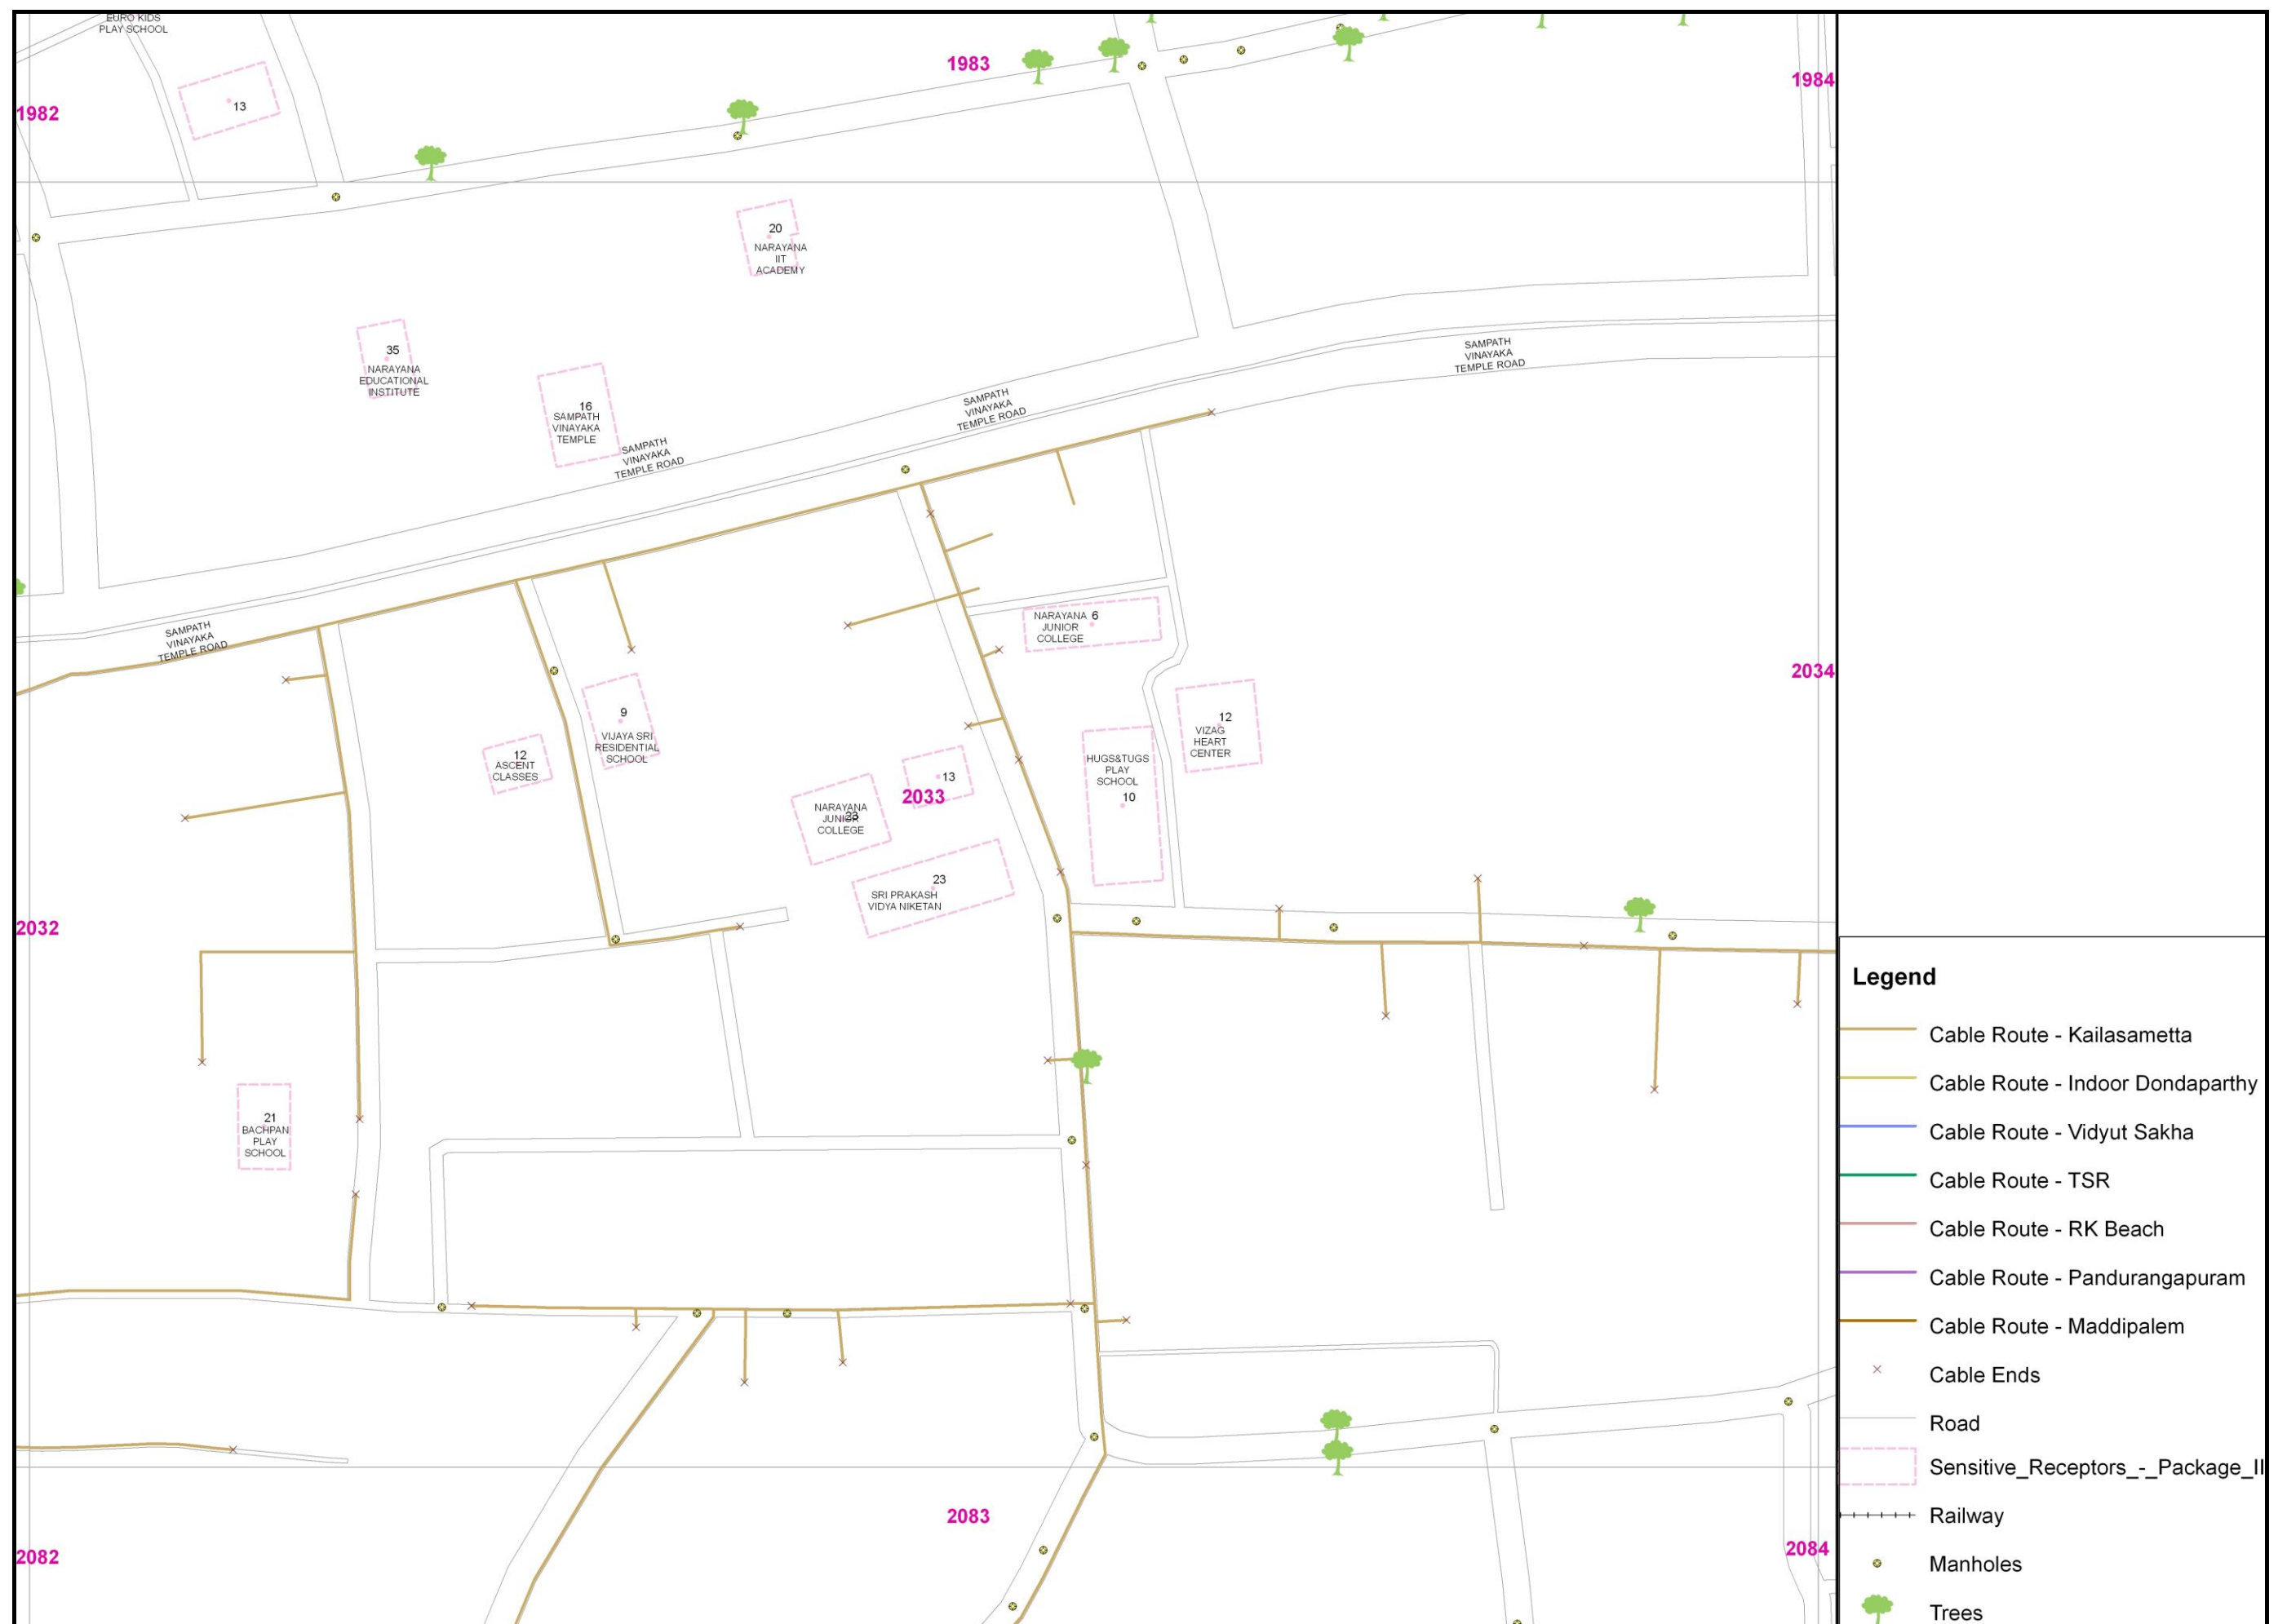 EURO KIDS
PLAY SCHOOL
1983
1984
1982
13
20
NARAYANA
IIT
ACADEMY
35
NARAYANA
EDUCATIONAL
INSTITUTE
SAMPATH
VINAYAKA
TEMPLE ROAD
16
SAMPATH
VINAYAKA
TEMPLE
SAMPATH
VINAYAKA
TEMPLE ROAD
SAMPATH
VINAYAKA
TEMPLE ROAD
SAMPATH
VINAYAKA
TEMPLE ROAD
NARAYANA 6
JUNIOR
COLLEGE
2034
9
VIJAYA SRI
RESIDENTIAL
SCHOOL
12
VIZAG
HEART
CENTER
12
ASCENT
CLASSES
HUGS&TUGS
PLAY
SCHOOL
10
13
2033
NARAYANA
JUNIOR
COLLEGE
23
23
SRI PRAKASH
VIDYA NIKETAN
2032
21
BACHPAN
PLAY
SCHOOL
2083
2082
2084
Legend
Cable Route - Kailasametta
Cable Route - Indoor Dondaparthy
Cable Route - Vidyut Sakha
Cable Route - TSR
Cable Route - RK Beach
Cable Route - Pandurangapuram
Cable Route - Maddipalem
Cable Ends
Road
Sensitive_Receptors_-_Package_II
Railway
Manholes
Trees